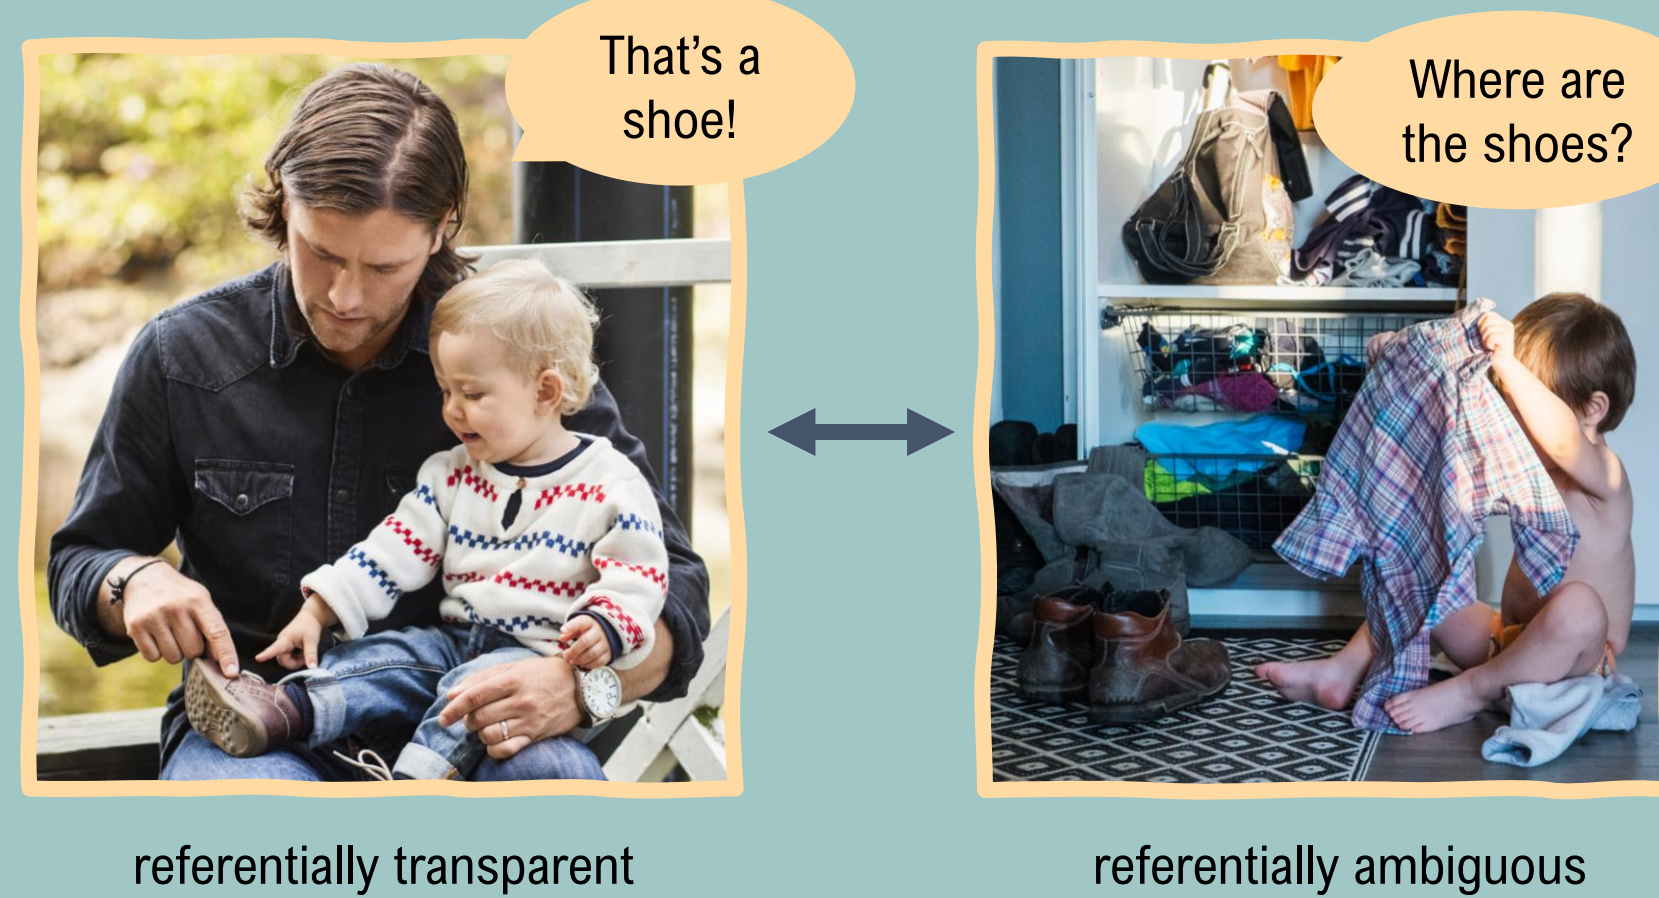 That's a
shoe!
Where are
the shoes?
referentially transparent
referentially ambiguous